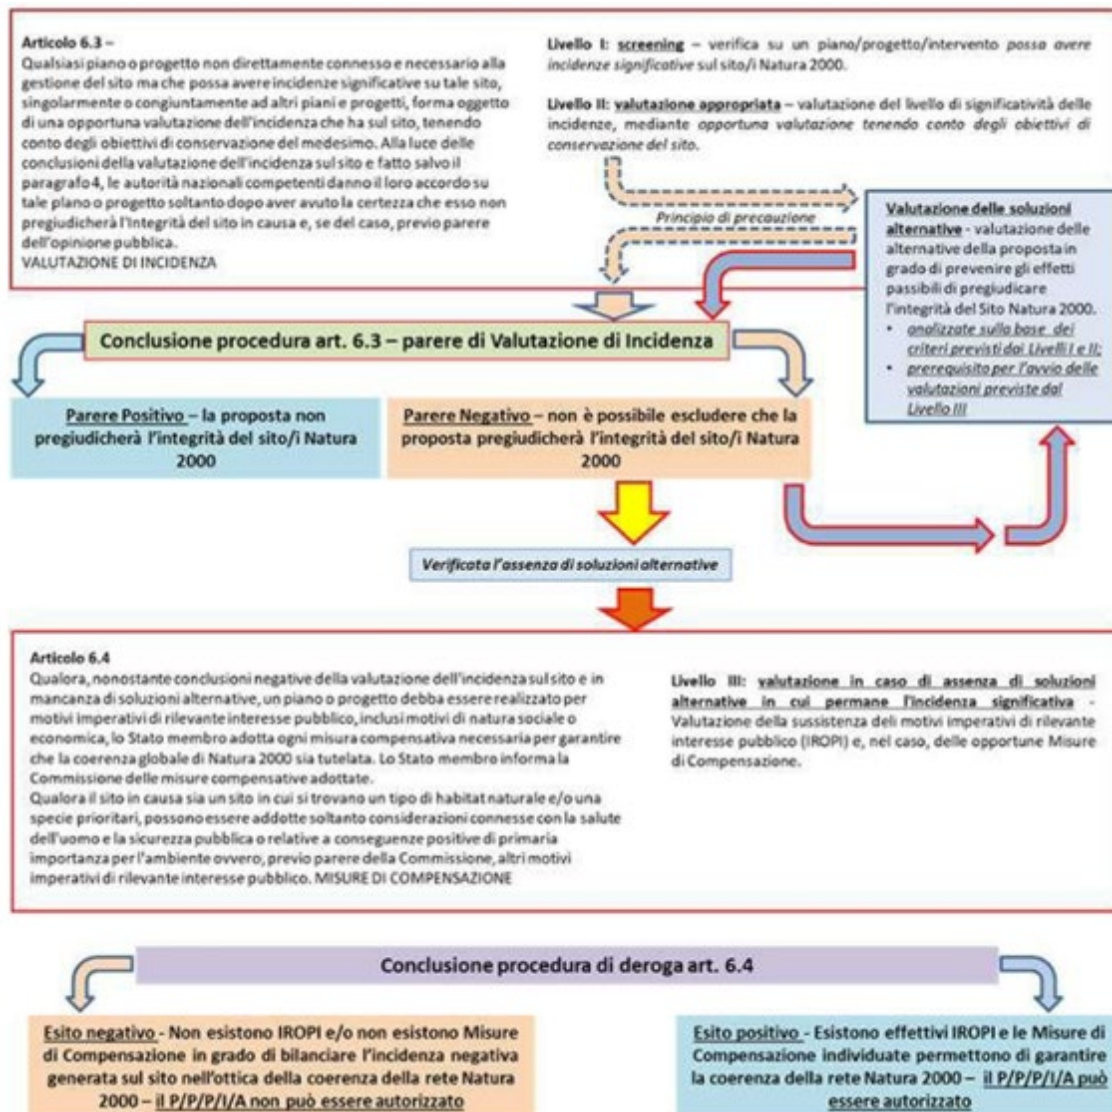 Articolo 6.3 –
Qualsiasi piano o progetto non direttamente connesso e necessario alla
gestione del sito ma che possa avere incidenze significative su tale sito,
singolarmente o congiuntamente ad altri piani e progetti, forma oggetto
di una opportuna valutazione dell'incidenza che ha sul sito, tenendo
conto degli obiettivi di conservazione del medesimo. Alla luce delle
conclusioni della valutazione dell'incidenza sul sito e fatto salvo il
paragrafo 4, le autorità nazionali competenti danno il loro accordo su
tale piano o progetto soltanto dopo aver avuto la certezza che esso non
pregiudicherà l'integrità del sito in causa e, se del caso, previo parere
dell'opinione pubblica.
VALUTAZIONE DI INCIDENZA
Livello I: screening – verifica su un piano/progetto/intervento possa avere
incidenze significative sul sito/i Natura 2000.
Livello II: valutazione appropriata – valutazione del livello di significatività delle
incidenze, mediante opportuna valutazione tenendo conto degli obiettivi di
conservazione del sito.
Principio di precauzione
Valutazione delle soluzioni
alternative - valutazione delle
alternative della proposta in
grado di prevenire gli effetti
passibili di pregiudicare
l'integrità del Sito Natura 2000.
• analizzate sulla base dei
criteri previsti dai Livelli I e II;
• prerequisito per l'avvio delle
valutazioni previste dal
Livello III
Conclusione procedura art. 6.3 – parere di Valutazione di Incidenza
Parere Positivo – la proposta non
pregiudicherà l'integrità del sito/i Natura
2000
Parere Negativo – non è possibile escludere che la
proposta pregiudicherà l'integrità del sito/i Natura
2000
Verificata l'assenza di soluzioni alternative
Articolo 6.4
Qualora, nonostante conclusioni negative della valutazione dell'incidenza sul sito e in
mancanza di soluzioni alternative, un piano o progetto debba essere realizzato per
motivi imperativi di rilevante interesse pubblico, inclusi motivi di natura sociale o
economica, lo Stato membro adotta ogni misura compensativa necessaria per garantire
che la coerenza globale di Natura 2000 sia tutelata. Lo Stato membro informa la
Commissione delle misure compensative adottate.
Qualora il sito in causa sia un sito in cui si trovano un tipo di habitat naturale e/o una
specie prioritari, possono essere addotte soltanto considerazioni connesse con la salute
dell'uomo e la sicurezza pubblica o relative a conseguenze positive di primaria
importanza per l'ambiente ovvero, previo parere della Commissione, altri motivi
imperativi di rilevante interesse pubblico. MISURE DI COMPENSAZIONE
Livello III: valutazione in caso di assenza di soluzioni
alternative in cui permane l'incidenza significativa -
Valutazione della sussistenza deli motivi imperativi di rilevante
interesse pubblico (IROPI) e, nel caso, delle opportune Misure
di Compensazione.
Conclusione procedura di deroga art. 6.4
Esito negativo - Non esistono IROPI e/o non esistono Misure
di Compensazione in grado di bilanciare l'incidenza negativa
generata sul sito nell'ottica della coerenza della rete Natura
2000 – il P/P/P/I/A non può essere autorizzato
Esito positivo - Esistono effettivi IROPI e le Misure di
Compensazione individuate permettono di garantire
la coerenza della rete Natura 2000 – il P/P/P/I/A può
essere autorizzato